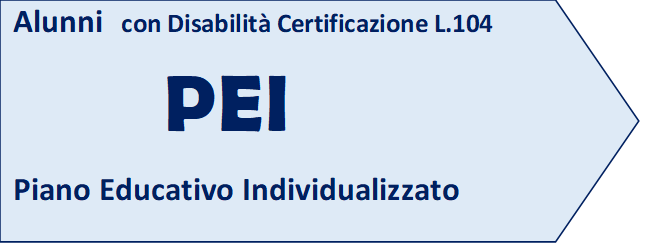 Alunni con Disabilità Certificazione L.104
PEI
Piano Educativo Individualizzato